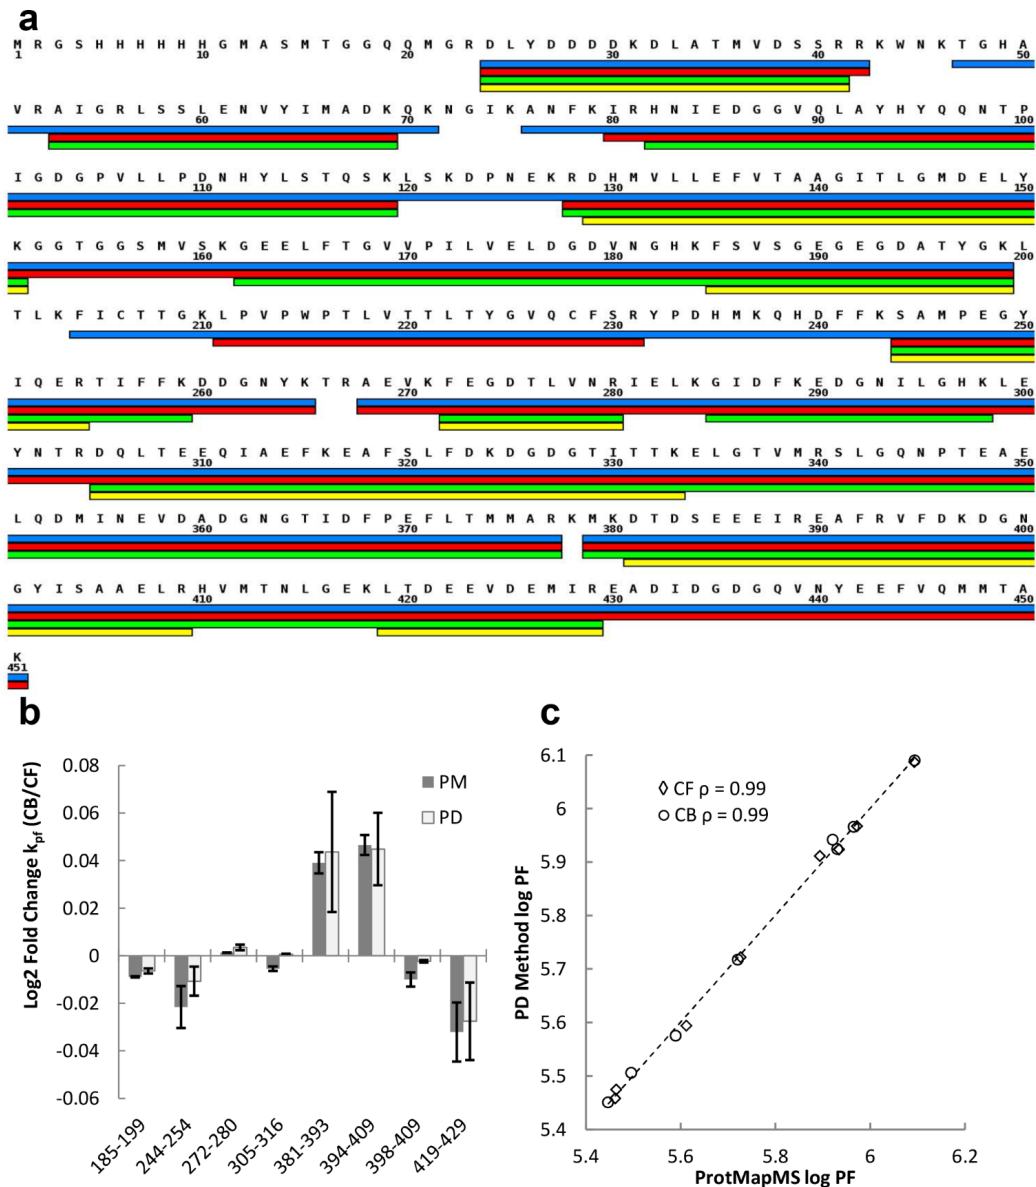 a
M R G S H H H H H H G M A S M T G G Q Q M G R D L Y D D D D K D L A T M V D S S R R K W N K T G H A
1 10 20 30 40 50
V R A I G R L S S L E N V Y I M A D K Q K N G I K A N F K I R H N I E D G G V Q L A Y H Y Q Q N T P
60 70 80 90 100
I G D G P V L L P D N H Y L S T Q S K L S K D P N E K R D H M V L L E F V T A A G I T L G M D E L Y
110 120 130 140 150
K G G T G G S M V S K G E E L F T G V V P I L V E L D G D V N G H K F S V S G E G E G D A T Y G K L
160 170 180 190 200
T L K F I C T T G K L P V P W P T L V T T L T Y G V Q C F S R Y P D H M K Q H D F F K S A M P E G Y
210 220 230 240 250
I Q E R T I F F K D D G N Y K T R A E V K F E G D T L V N R I E L K G I D F K E D G N I L G H K L E
260 270 280 290 300
Y N T R D Q L T E E Q I A E F K E A F S L F D K D G D G T I T T K E L G T V M R S L G Q N P T E A E
310 320 330 340 350
L Q D M I N E V D A D G N G T I D F P E F L T M M A R K M K D T D S E E E I R E A F R V F D K D G N
360 370 380 390 400
G Y I S A A E L R H V M T N L G E K L T D E E V D E M I R E A D I D G D G Q V N Y E E F V Q M M T A
410 420 430 440 450
K
451
b
Log2 Fold Change kpf (CB/CF)
0.08
0.06
0.04
0.02
0
-0.02
-0.04
-0.06
PM
PD
185-199
244-254
272-280
305-316
381-393
394-409
398-409
419-429
c
PD Method log PF
6.1
6
5.9
5.8
5.7
5.6
5.5
5.4
CF ρ = 0.99
CB ρ = 0.99
5.4 5.6 5.8 6 6.2
ProtMapMS log PF